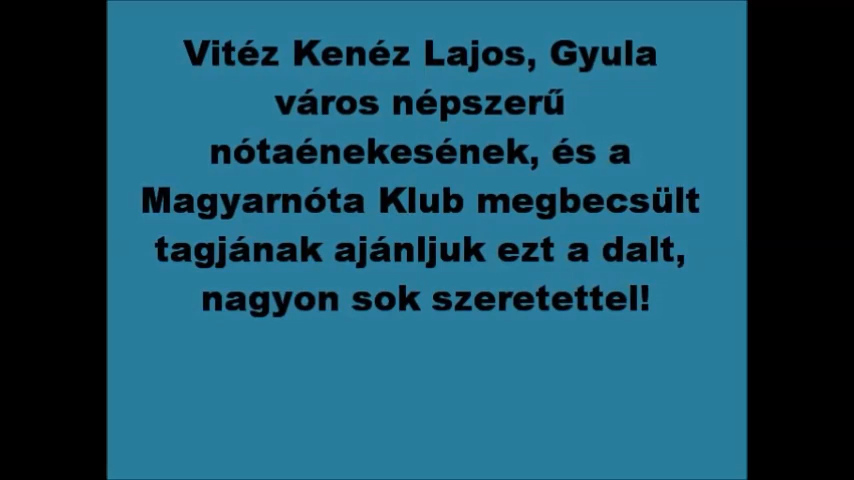 Vitéz Kenéz Lajos, Gyula
város népszerű
nótaénekesének, és a
Magyarnóta Klub megbecsült
tagjának ajánljuk ezt a dalt,
nagyon sok szeretettel!